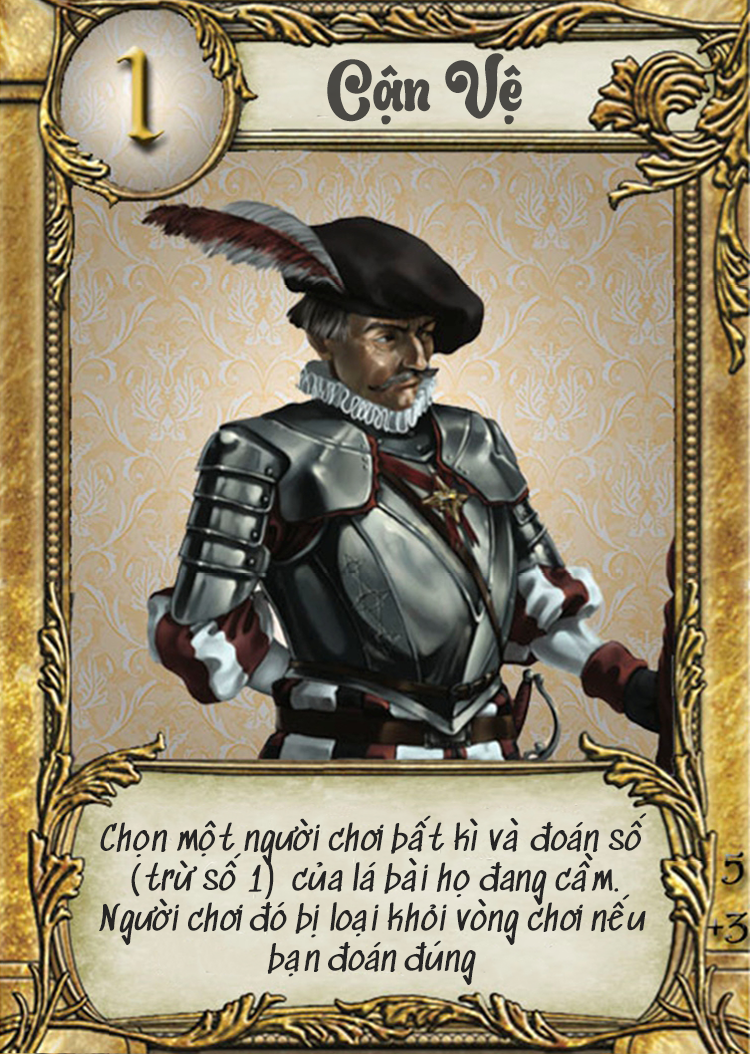 1
Cận Vệ
Chọn một người chơi bất kì và đoán số
(trừ số 1) của lá bài họ đang cầm.
Người chơi đó bị loại khỏi vòng chơi nếu
bạn đoán đúng
5
+3